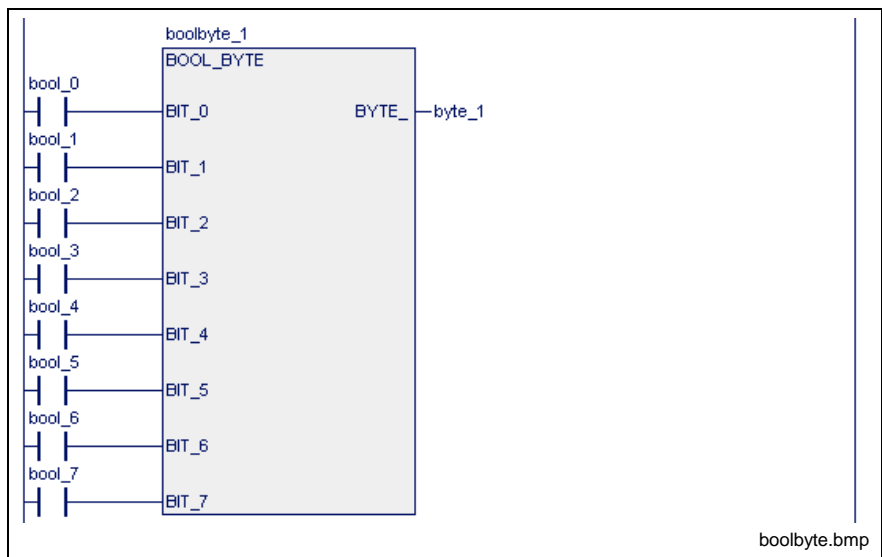 boolbyte_1
BOOL_BYTE
bool_0
BIT_0 BYTE_ byte_1
bool_1
BIT_1
bool_2
BIT_2
bool_3
BIT_3
bool_4
BIT_4
bool_5
BIT_5
bool_6
BIT_6
bool_7
BIT_7
boolbyte.bmp